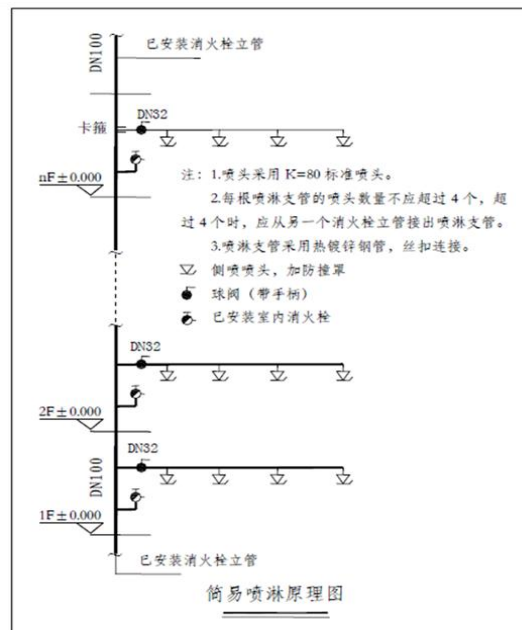 DN100
已安装消火栓立管
DN32
卡箍
nF±0.000
注：1.喷头采用 K=80 标准喷头。
2.每根喷淋支管的喷头数量不应超过 4 个，超
过 4 个时，应从另一个消火栓立管接出喷淋支管。
3.喷淋支管采用热镀锌钢管，丝扣连接。
侧喷喷头，加防撞罩
球阀（带手柄）
已安装室内消火栓
DN32
2F±0.000
DN32
DN100
1F±0.000
已安装消火栓立管
简易喷淋原理图